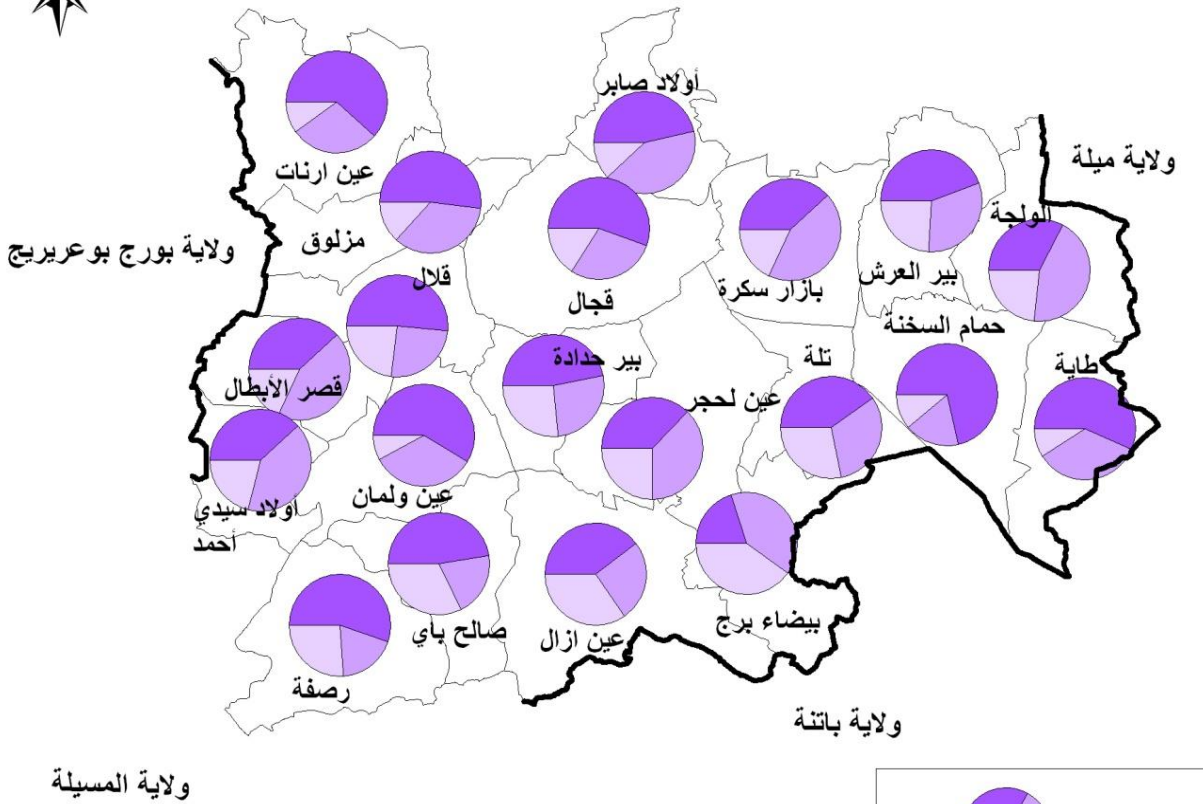 أولاد صابر
ولاية ميلة
عين ارنات
الولجة
مزلوق
ولاية بورج بوعريريج
بير العرش
قلال
بازار سكرة
قجال
حمام السخنة
تلة
بير حدادة
طاية
قصر الأبطال
عين لحجر
عين ولمان
أولاد سيدي
أحمد
بيضاء برج
صالح باي
عين ازال
رصفة
ولاية باتنة
ولاية المسيلة